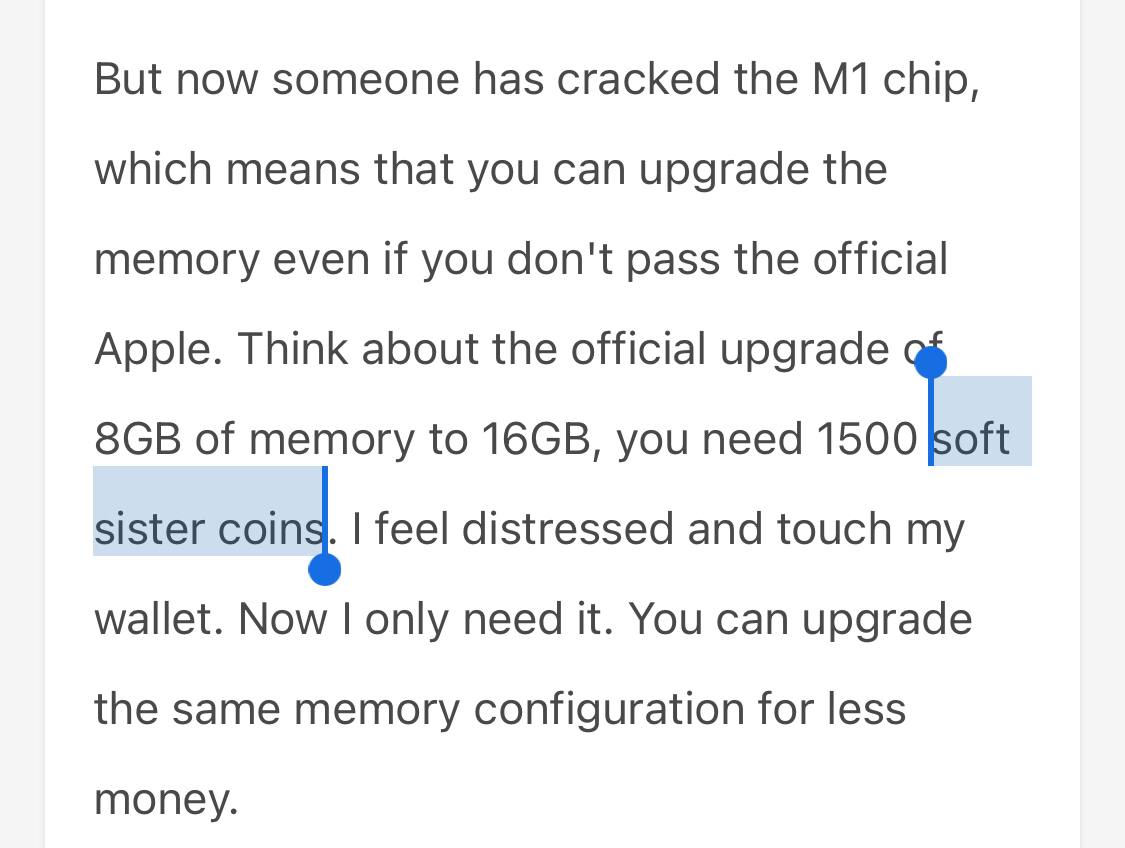 But now someone has cracked the M1 chip,
which means that you can upgrade the
memory even if you don't pass the official
Apple. Think about the official upgrade of
8GB of memory to 16GB, you need 1500 soft
sister coins. I feel distressed and touch my
wallet. Now I only need it. You can upgrade
the same memory configuration for less
money.